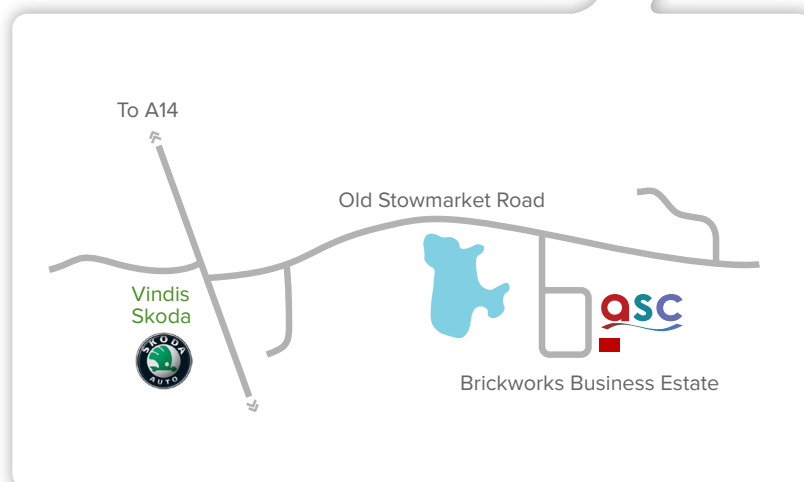 To A14
Old Stowmarket Road
Vindis
Skoda
SKODA
AUTO
asc
Brickworks Business Estate